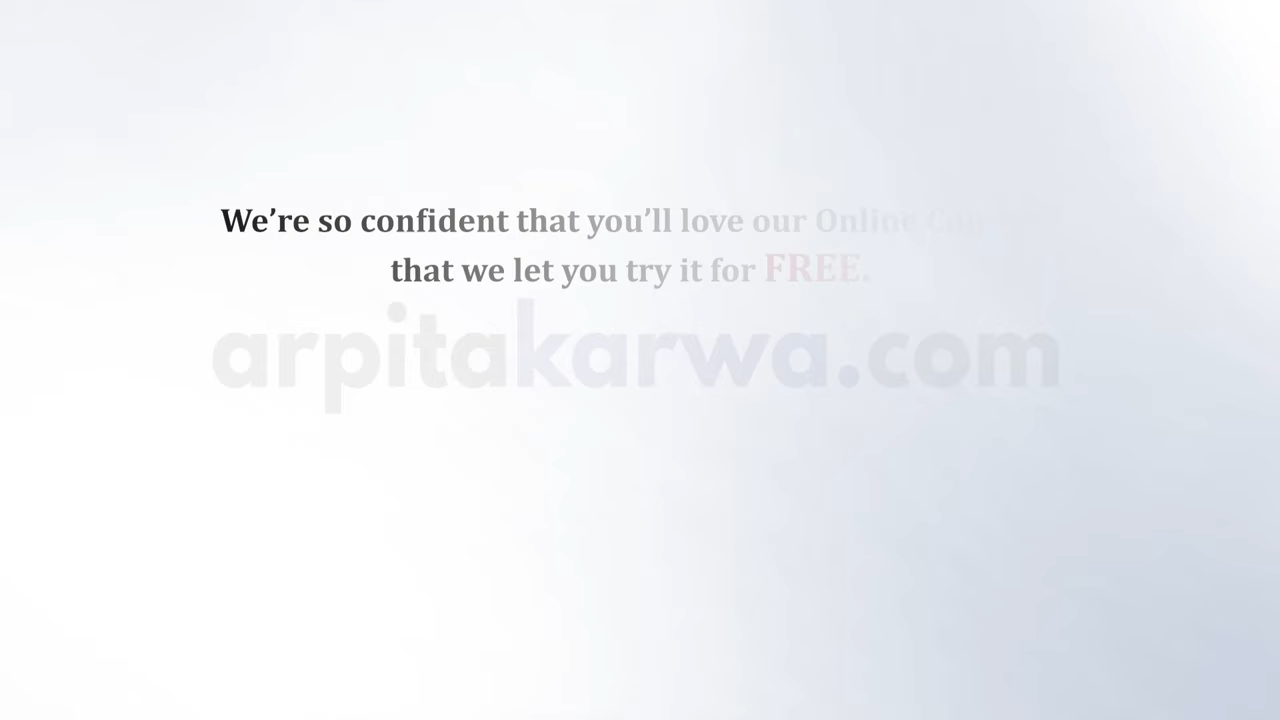 We’re so confident that you’ll love our Online
that we let you try it for FREE.
arpitakarwa.com